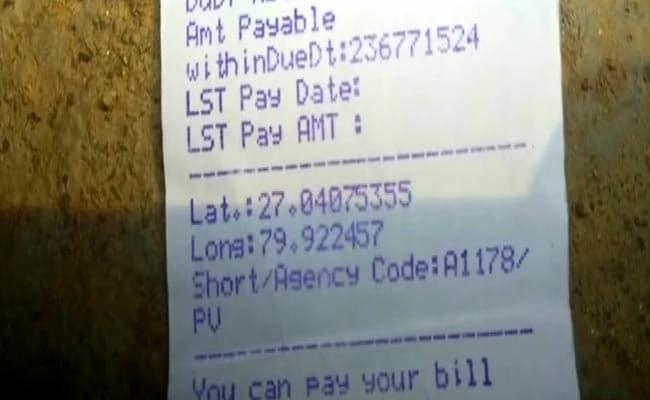 Amt Payable
withinDueDt:236771524
LST Pay Date:
LST Pay AMT :
Lat.:27.04075355
Long:79.922457
Short/Agency Code:A1178/
PV
You can pay your bill